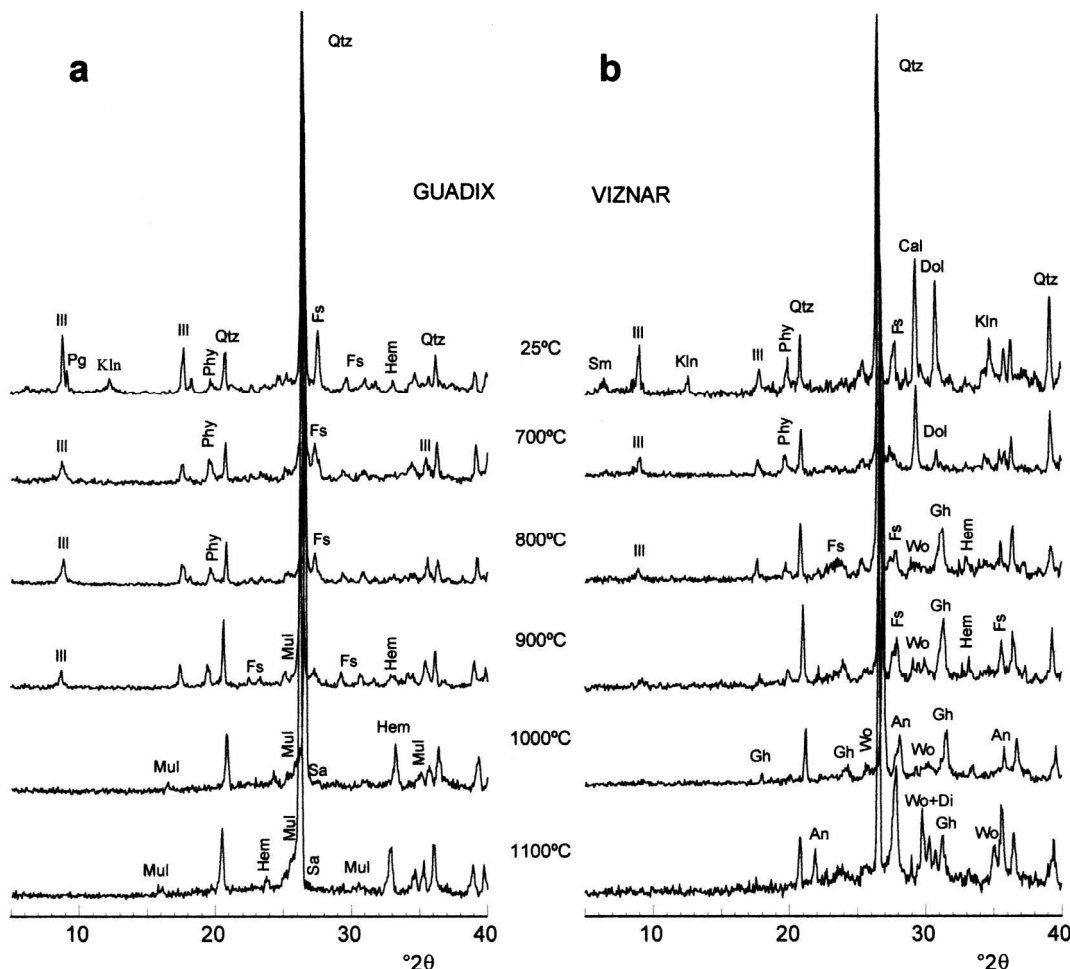 a
Qtz
b
Qtz
GUADIX
VIZNAR
Ill
Pg
Kln
Ill
Phy
Qtz
Fs
Fs
Hem
Qtz
25ºC
Sm
Ill
Kln
Ill
Phy
Qtz
Fs
Cal
Dol
Kln
Qtz
Ill
Phy
Fs
Ill
700ºC
Ill
Phy
Dol
Ill
Phy
Fs
800ºC
Ill
Fs
Fs
Wo
Gh
Hem
Ill
Fs
Mul
Fs
Hem
900ºC
Fs
Wo
Gh
Hem
Fs
Mul
Mul
Sa
Hem
Mul
1000ºC
Gh
Gh
Wo
An
Wo
Gh
An
Mul
Hem
Mul
Sa
Mul
1100ºC
An
Wo+Di
Gh
Wo
10 20 30 40
10 20 30 40
°2θ
°2θ